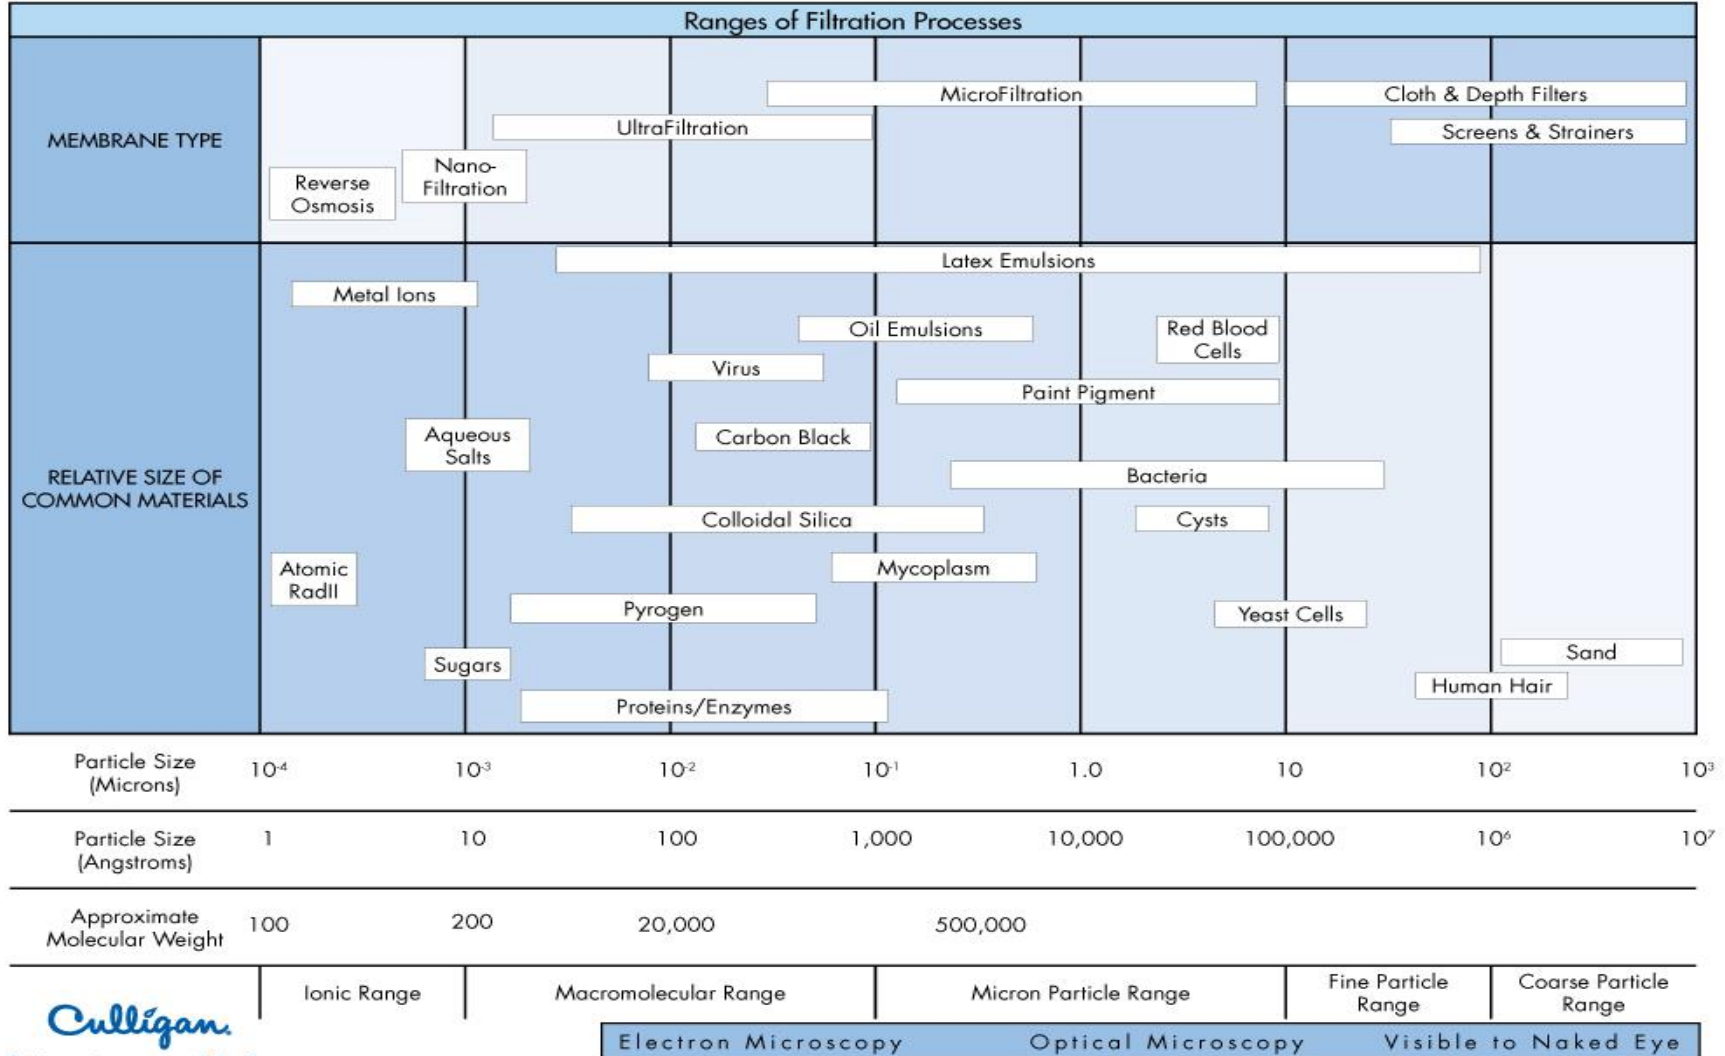 Ranges of Filtration Processes
MEMBRANE TYPE
MicroFiltration
Cloth & Depth Filters
UltraFiltration
Screens & Strainers
Nano-
Filtration
Reverse
Osmosis
RELATIVE SIZE OF
COMMON MATERIALS
Latex Emulsions
Metal Ions
Oil Emulsions
Red Blood
Cells
Virus
Paint Pigment
Aqueous
Salts
Carbon Black
Bacteria
Colloidal Silica
Cysts
Atomic
RadII
Mycoplasm
Pyrogen
Yeast Cells
Sugars
Sand
Human Hair
Proteins/Enzymes
Particle Size
(Microns)
10⁻⁴ 10⁻³ 10⁻² 10⁻¹ 1.0 10 10² 10³
Particle Size
(Angstroms)
1 10 100 1,000 10,000 100,000 10⁶ 10⁷
Approximate
Molecular Weight
100 200 20,000 500,000
Ionic Range
Macromolecular Range
Micron Particle Range
Fine Particle
Range
Coarse Particle
Range
Culligan.
Electron Microscopy Optical Microscopy Visible to Naked Eye